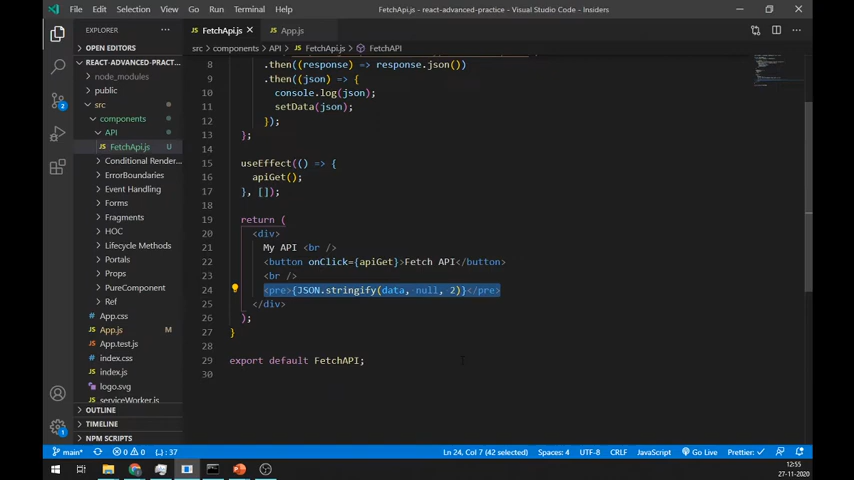 File Edit Selection View Go Run Terminal Help FetchApi.js - react-advanced-practice - Visual Studio Code - Insiders
EXPLORER
FetchApi.js
App.js
src > components > API > FetchApi.js > FetchAPI
OPEN EDITORS
REACT-ADVANCED-PRACT...
node_modules
public
src
components
API
FetchApi.js U
Conditional Render...
ErrorBoundaries
Event Handling
Forms
Fragments
HOC
Lifecycle Methods
Portals
Props
PureComponent
Ref
App.css
App.js M
App.test.js
index.css
index.js
logo.svg
serviceWorker.js
OUTLINE
TIMELINE
NPM SCRIPTS
8 .then((response) => response.json())
9 .then((json) => {
10 console.log(json);
11 setData(json);
12 });
13 };
14
15 useEffect(() => {
16 apiGet();
17 }, []);
18
19 return (
20 <div>
21 My API <br />
22 <button onClick={apiGet}>Fetch API</button>
23 <br />
24 <pre>{JSON.stringify(data, null, 2)}</pre>
25 </div>
26 );
27 }
28
29 export default FetchAPI;
30
2
1
main* 0 0 .: 37 Ln 24, Col 7 (42 selected) Spaces: 4 UTF-8 CRLF JavaScript Go Live Prettier: ✓
12:55
27-11-2020